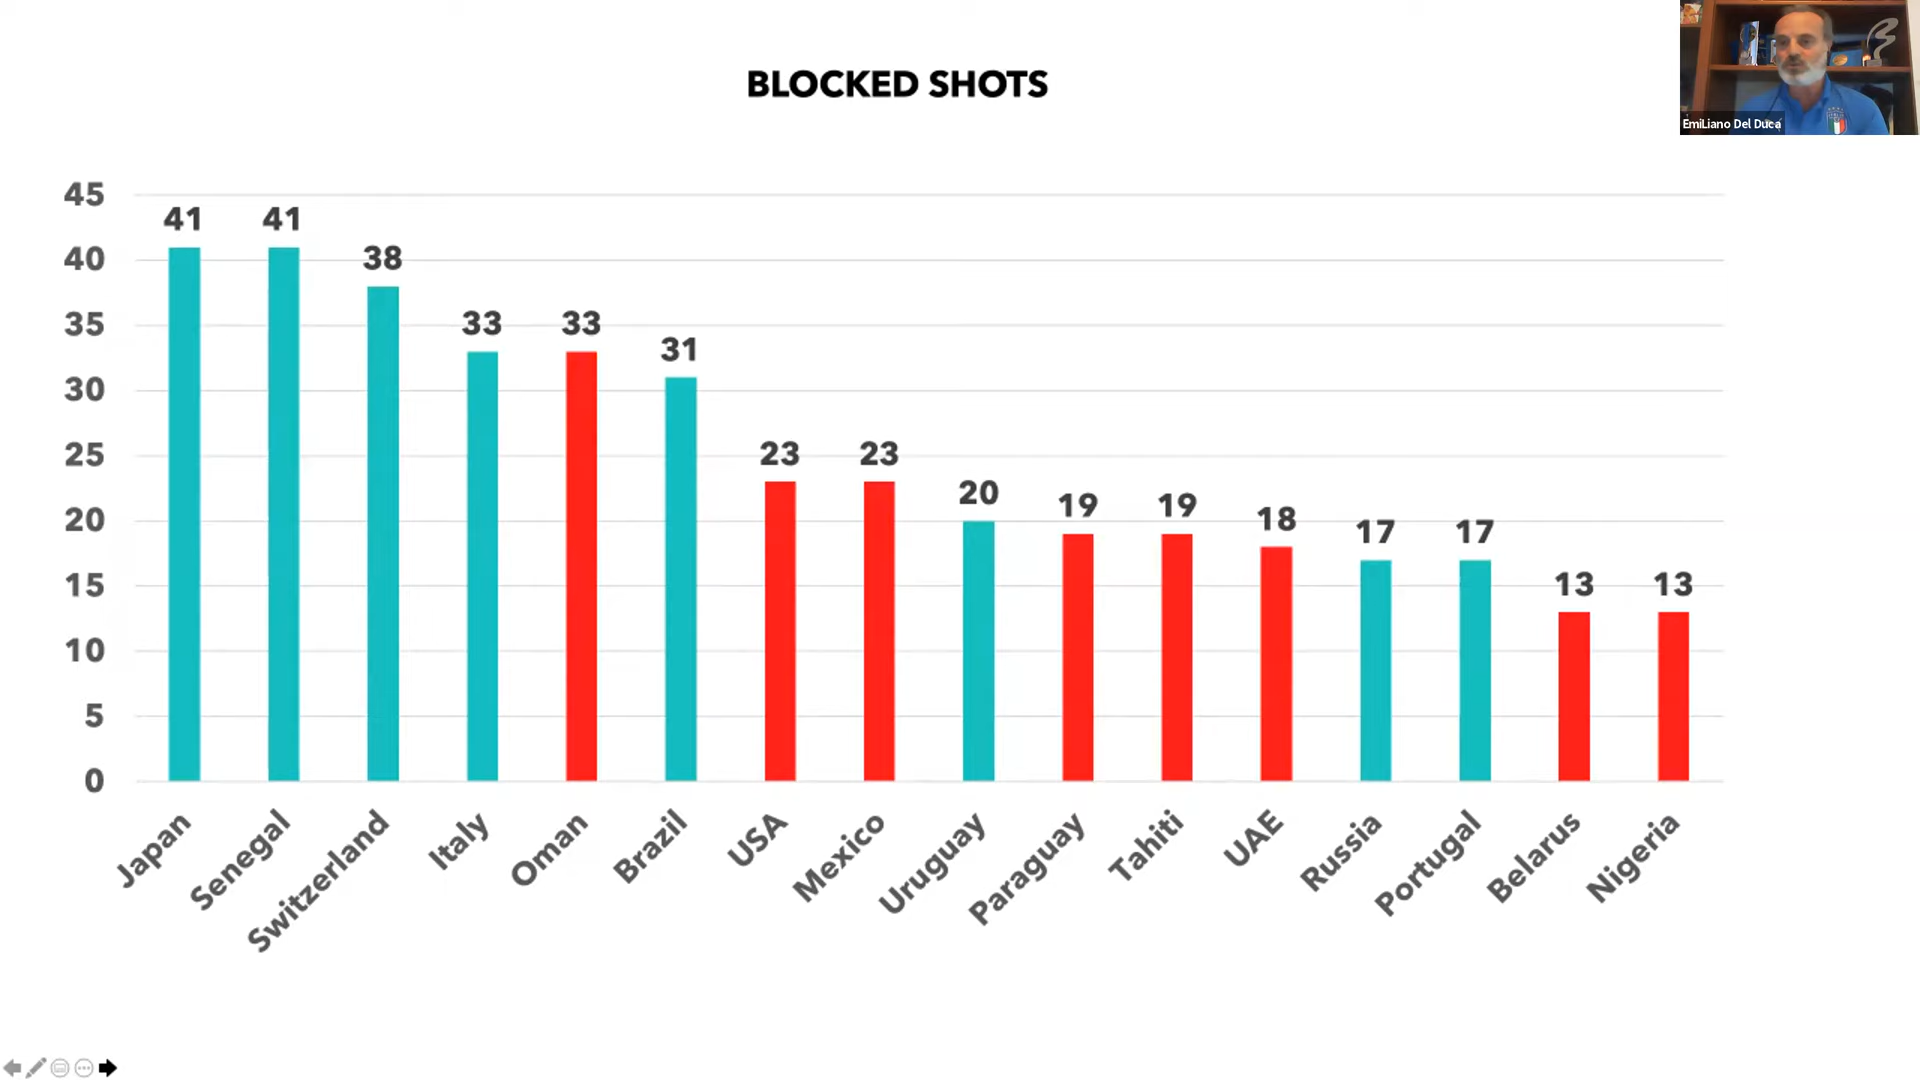 BLOCKED SHOTS
EmiLiano Del Duca
45
40
35
30
25
20
15
10
5
0
41
41
38
33
33
31
23
23
20
19
19
18
17
17
13
13
Japan
Senegal
Switzerland
Italy
Oman
Brazil
USA
Mexico
Uruguay
Paraguay
Tahiti
UAE
Russia
Portugal
Belarus
Nigeria